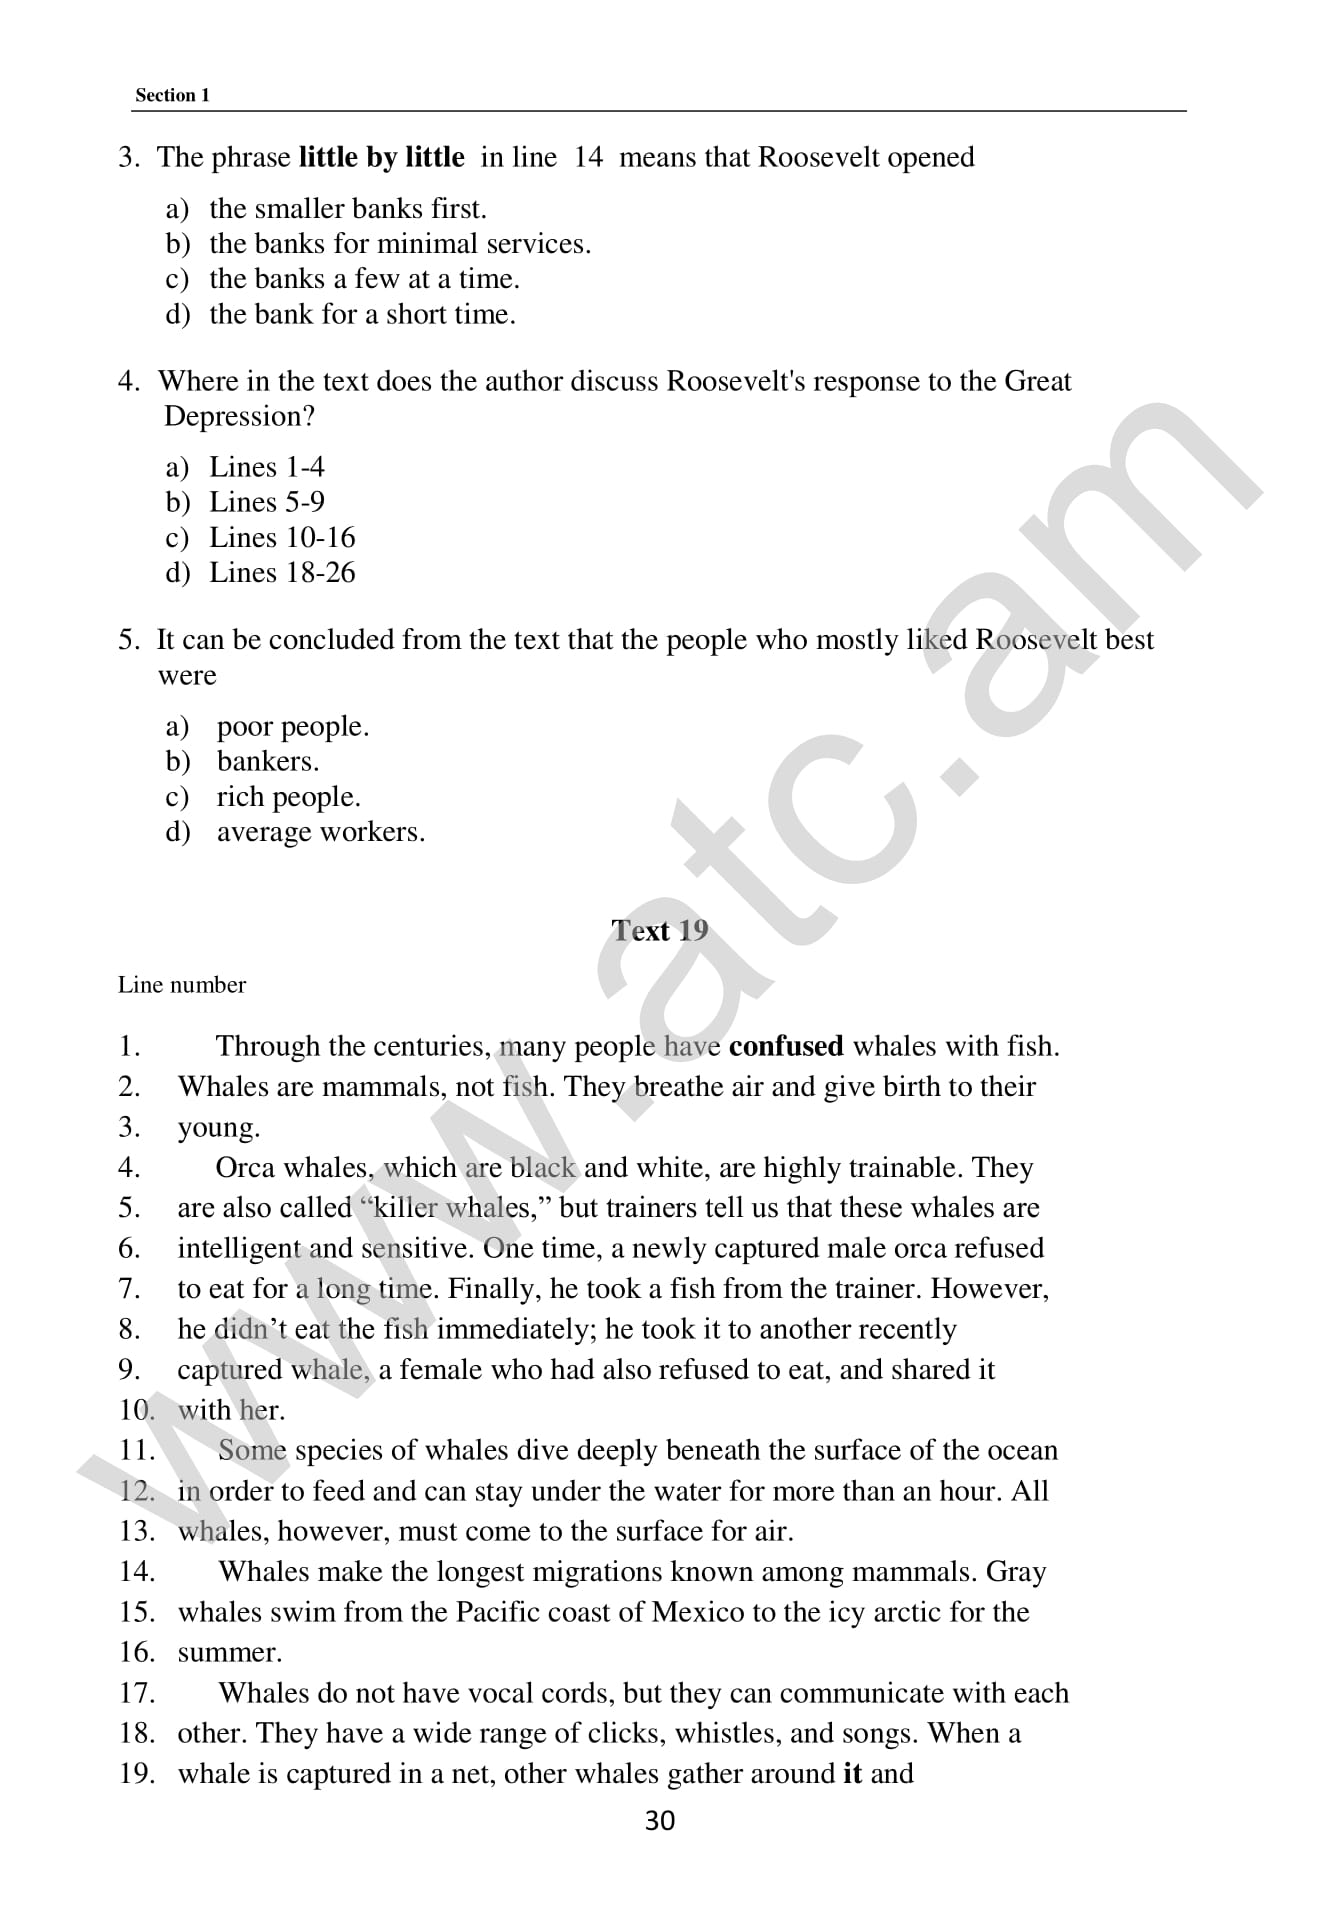 Section 1
3. The phrase little by little in line 14 means that Roosevelt opened
a) the smaller banks first.
b) the banks for minimal services.
c) the banks a few at a time.
d) the bank for a short time.
4. Where in the text does the author discuss Roosevelt's response to the Great
Depression?
a) Lines 1-4
b) Lines 5-9
c) Lines 10-16
d) Lines 18-26
5. It can be concluded from the text that the people who mostly liked Roosevelt best
were
a) poor people.
b) bankers.
c) rich people.
d) average workers.
Text 19
Line number
1. Through the centuries, many people have confused whales with fish.
2. Whales are mammals, not fish. They breathe air and give birth to their
3. young.
4. Orca whales, which are black and white, are highly trainable. They
5. are also called “killer whales,” but trainers tell us that these whales are
6. intelligent and sensitive. One time, a newly captured male orca refused
7. to eat for a long time. Finally, he took a fish from the trainer. However,
8. he didn’t eat the fish immediately; he took it to another recently
9. captured whale, a female who had also refused to eat, and shared it
10. with her.
11. Some species of whales dive deeply beneath the surface of the ocean
12. in order to feed and can stay under the water for more than an hour. All
13. whales, however, must come to the surface for air.
14. Whales make the longest migrations known among mammals. Gray
15. whales swim from the Pacific coast of Mexico to the icy arctic for the
16. summer.
17. Whales do not have vocal cords, but they can communicate with each
18. other. They have a wide range of clicks, whistles, and songs. When a
19. whale is captured in a net, other whales gather around it and
30
www.atc.am